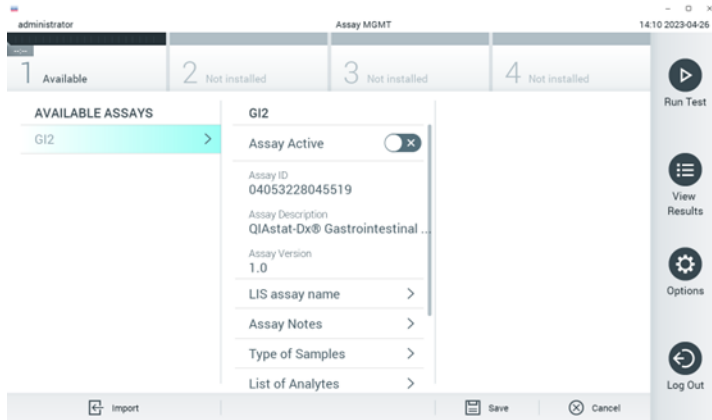 administrator
Assay MGMT
14:10 2023-04-26
1 Available
2 Not installed
3 Not installed
4 Not installed
Run Test
View
Results
Options
Log Out
AVAILABLE ASSAYS
GI2
GI2
Assay Active
Assay ID
04053228045519
Assay Description
QIAstat-Dx® Gastrointestinal ...
Assay Version
1.0
LIS assay name
Assay Notes
Type of Samples
List of Analytes
Import
Save
Cancel